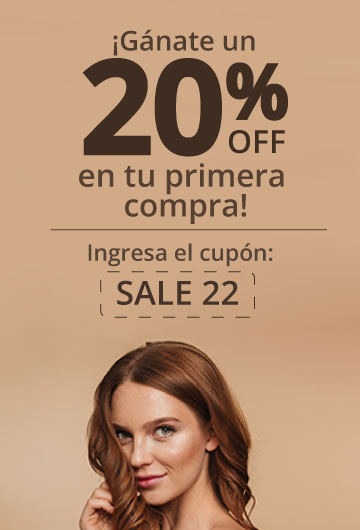 ¡Gánate un
20%
OFF
en tu primera
compra!
Ingresa el cupón:
SALE 22